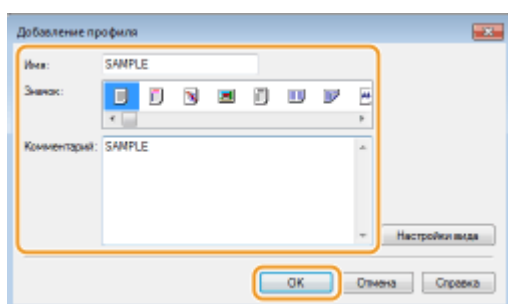 Добавление профиля
Имя: SAMPLE
Значок:
Комментарий: SAMPLE
Настройки вида
OK Отмена Справка